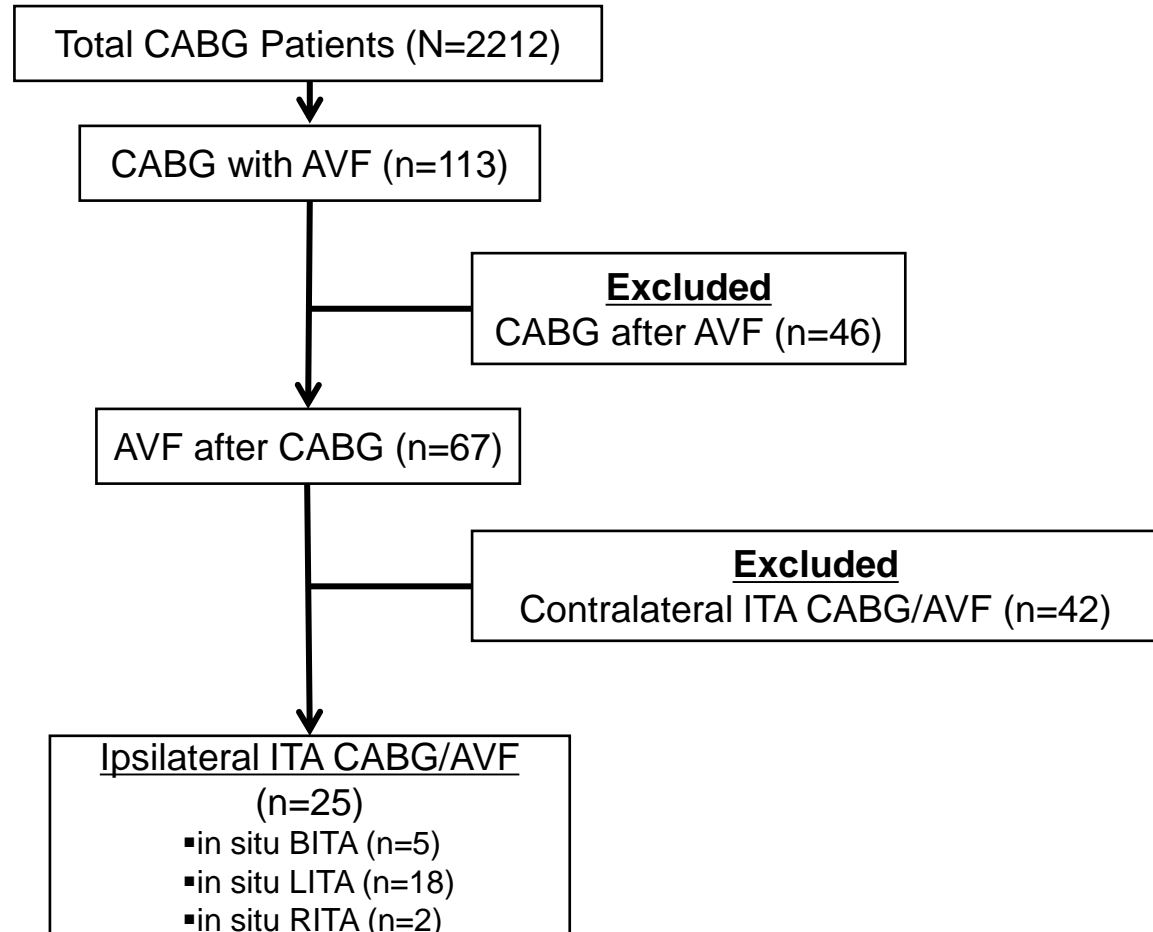 Total CABG Patients (N=2212)
CABG with AVF (n=113)
Excluded
CABG after AVF (n=46)
AVF after CABG (n=67)
Excluded
Contralateral ITA CABG/AVF (n=42)
Ipsilateral ITA CABG/AVF
(n=25)
▪in situ BITA (n=5)
▪in situ LITA (n=18)
▪in situ RITA (n=2)